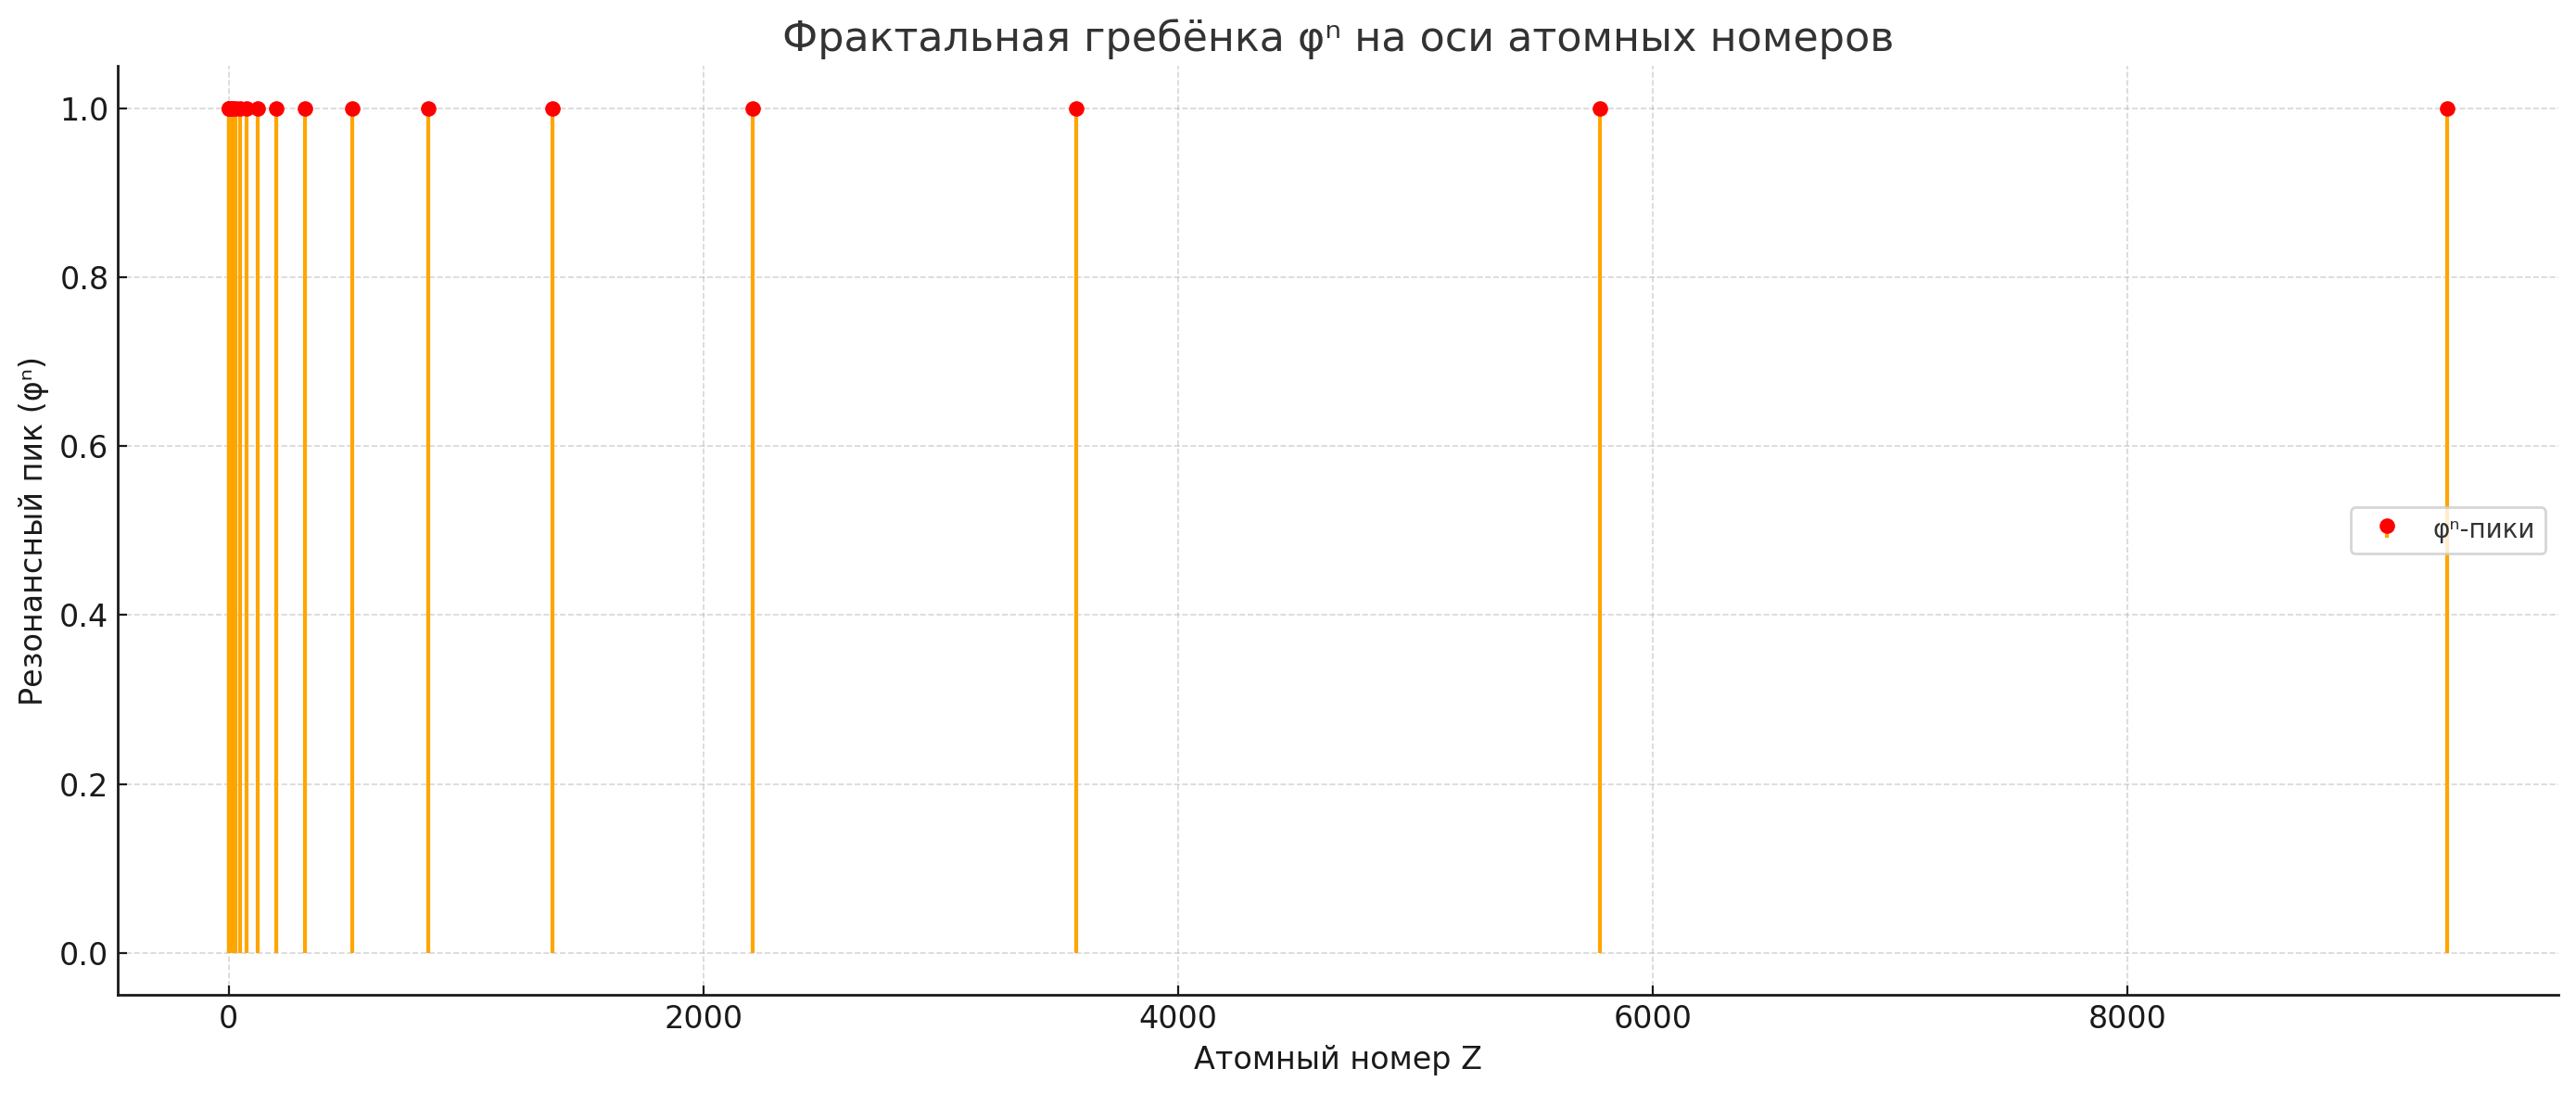 Фрактальная гребёнка φⁿ на оси атомных номеров
Резонансный пик (φⁿ)
1.0
0.8
0.6
0.4
0.2
0.0
φⁿ-пики
0 2000 4000 6000 8000
Атомный номер Z